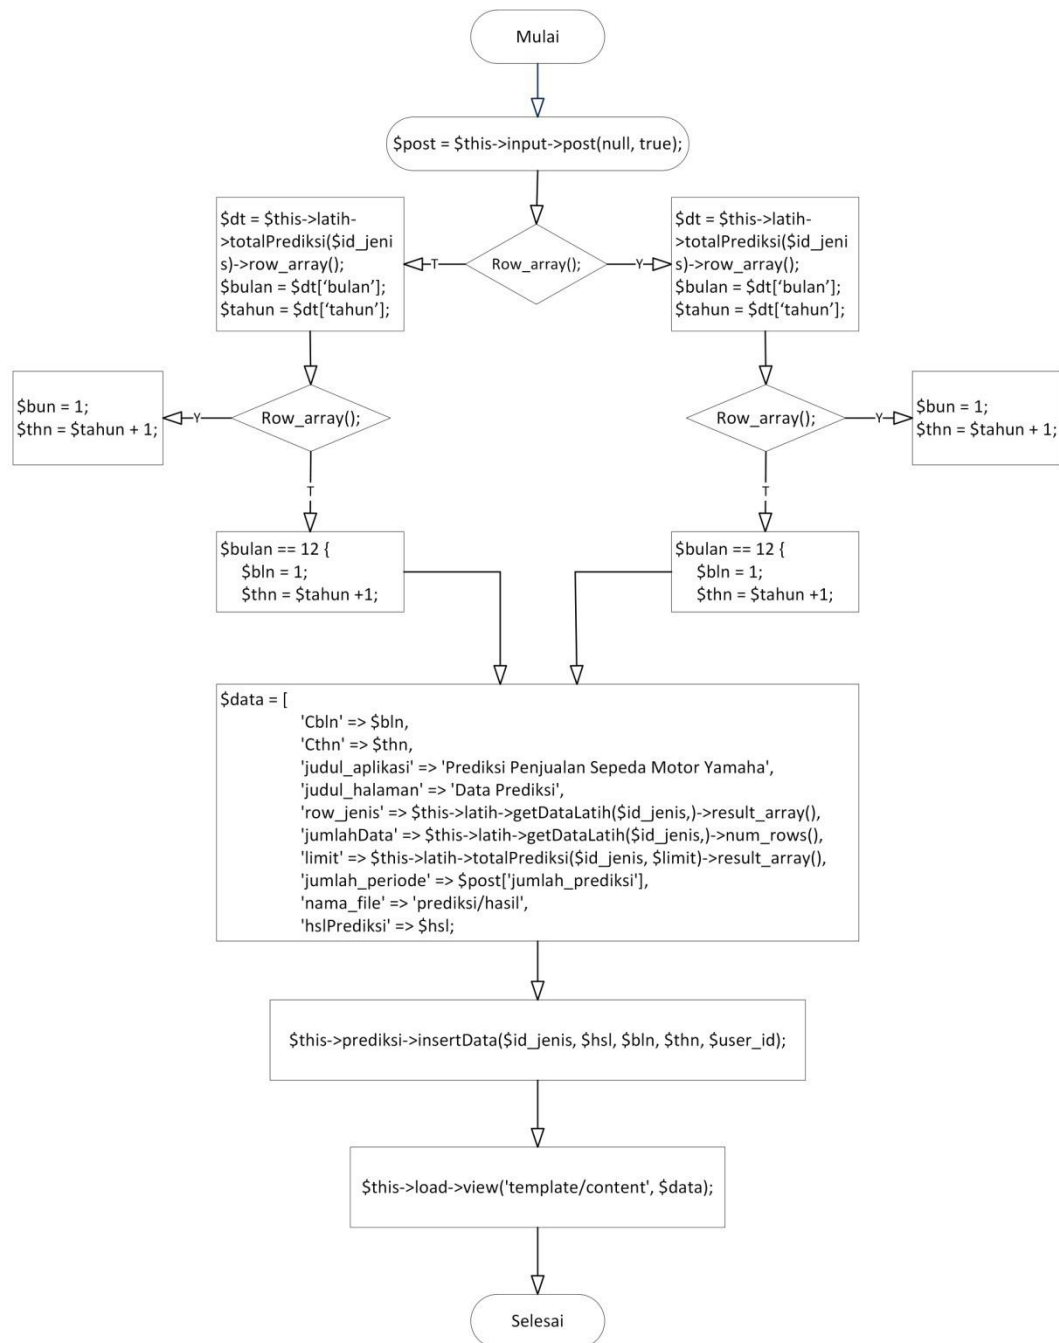 Mulai
$post = $this->input->post(null, true);
$dt = $this->latih-
>totalPrediksi($id_jeni
s)->row_array();
$bulan = $dt[‘bulan’];
$tahun = $dt[‘tahun’];
T
Row_array();
Y
$dt = $this->latih-
>totalPrediksi($id_jeni
s)->row_array();
$bulan = $dt[‘bulan’];
$tahun = $dt[‘tahun’];
$bun = 1;
$thn = $tahun + 1;
Y
Row_array();
T
Row_array();
Y
$bun = 1;
$thn = $tahun + 1;
T
$bulan == 12 {
$bln = 1;
$thn = $tahun +1;
$bulan == 12 {
$bln = 1;
$thn = $tahun +1;
$data = [
'Cbln' => $bln,
'Cthn' => $thn,
'judul_aplikasi' => 'Prediksi Penjualan Sepeda Motor Yamaha',
'judul_halaman' => 'Data Prediksi',
'row_jenis' => $this->latih->getDataLatih($id_jenis,)->result_array(),
'jumlahData' => $this->latih->getDataLatih($id_jenis,)->num_rows(),
'limit' => $this->latih->totalPrediksi($id_jenis, $limit)->result_array(),
'jumlah_periode' => $post['jumlah_prediksi'],
'nama_file' => 'prediksi/hasil',
'hslPrediksi' => $hsl;
$this->prediksi->insertData($id_jenis, $hsl, $bln, $thn, $user_id);
$this->load->view('template/content', $data);
Selesai